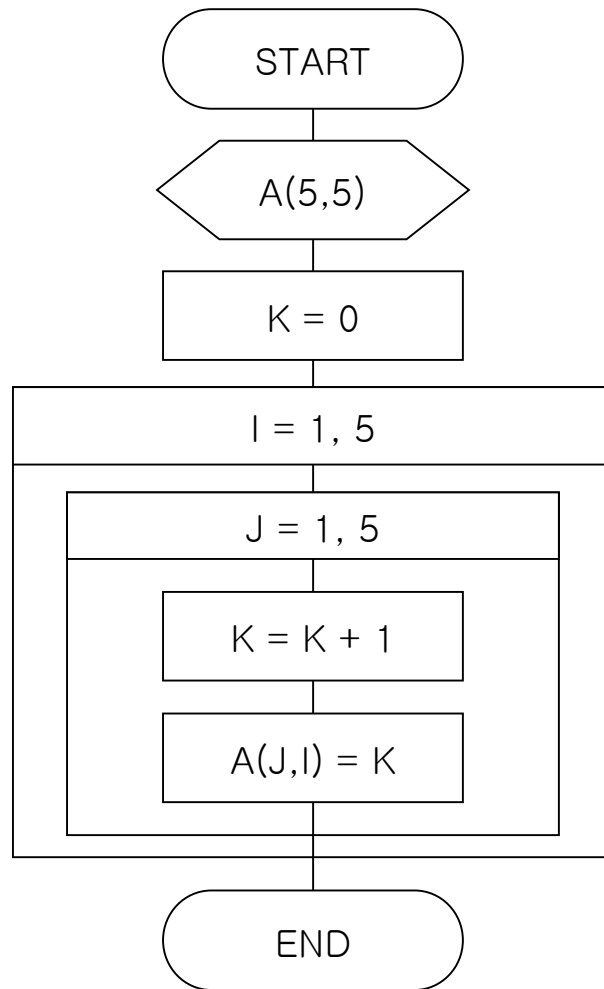 START
A(5,5)
K = 0
I = 1, 5
J = 1, 5
K = K + 1
A(J,I) = K
END